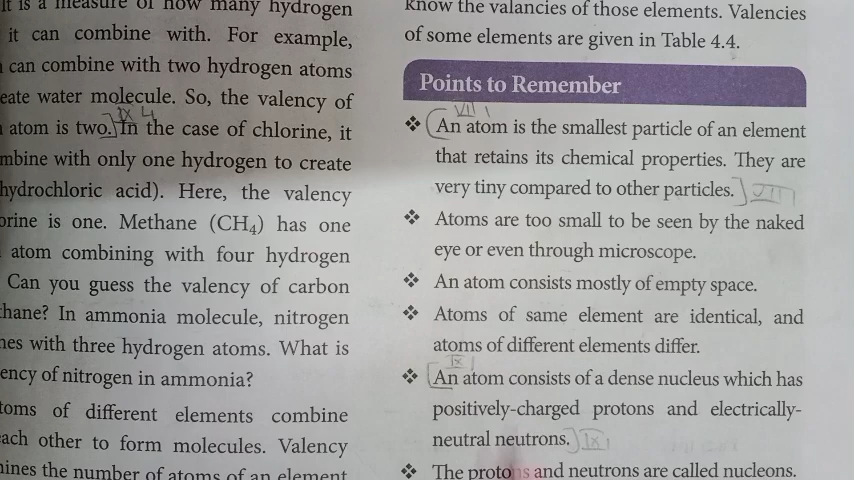 It is a measure of how many hydrogen
it can combine with. For example,
can combine with two hydrogen atoms
eate water molecule. So, the valency of
IX 4
atom is two. In the case of chlorine, it
mbine with only one hydrogen to create
hydrochloric acid). Here, the valency
orine is one. Methane (CH4) has one
atom combining with four hydrogen
Can you guess the valency of carbon
thane? In ammonia molecule, nitrogen
nes with three hydrogen atoms. What is
ency of nitrogen in ammonia?
toms of different elements combine
each other to form molecules. Valency
mines the number of atoms of an element
know the valancies of those elements. Valencies
of some elements are given in Table 4.4.
Points to Remember
VIII
❖ An atom is the smallest particle of an element
that retains its chemical properties. They are
very tiny compared to other particles. VIII
❖ Atoms are too small to be seen by the naked
eye or even through microscope.
❖ An atom consists mostly of empty space.
❖ Atoms of same element are identical, and
atoms of different elements differ.
IX
❖ An atom consists of a dense nucleus which has
positively-charged protons and electrically-
neutral neutrons. IX
❖ The protons and neutrons are called nucleons.